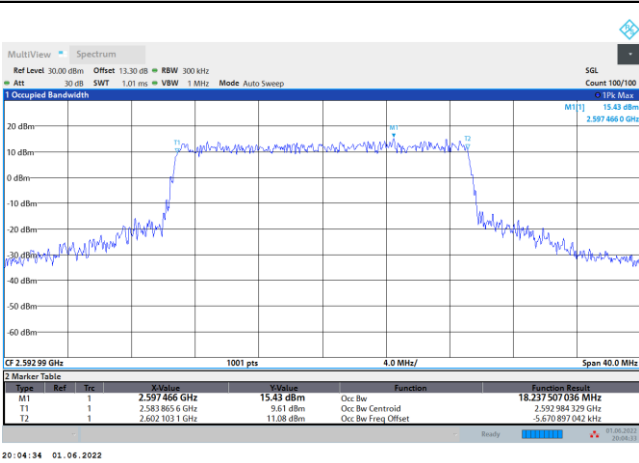 MultiView Spectrum
Ref Level 30.00 dBm Offset 13.30 dB RBW 300 kHz SGL
Att 30 dB SWT 1.01 ms VBW 1 MHz Mode Auto Sweep Count 100/100
1 Occupied Bandwidth 1Pk Max
M1[1] 15.43 dBm
2.597 466 0 GHz
20 dBm
T1 M1 T2
10 dBm
0 dBm
-10 dBm
-20 dBm
-30 dBm
-40 dBm
-50 dBm
-60 dBm
CF 2.592 99 GHz 1001 pts 4.0 MHz/ Span 40.0 MHz
2 Marker Table
Type Ref Trc X-Value Y-Value Function Function Result
M1 1 2.597 466 GHz 15.43 dBm Occ Bw 18.237 507 036 MHz
T1 1 2.583 865 6 GHz 9.61 dBm Occ Bw Centroid 2.592 984 329 GHz
T2 1 2.602 103 1 GHz 11.08 dBm Occ Bw Freq Offset -5.670 897 042 kHz
Ready 01.06.2022
20:04:33
20:04:34 01.06.2022